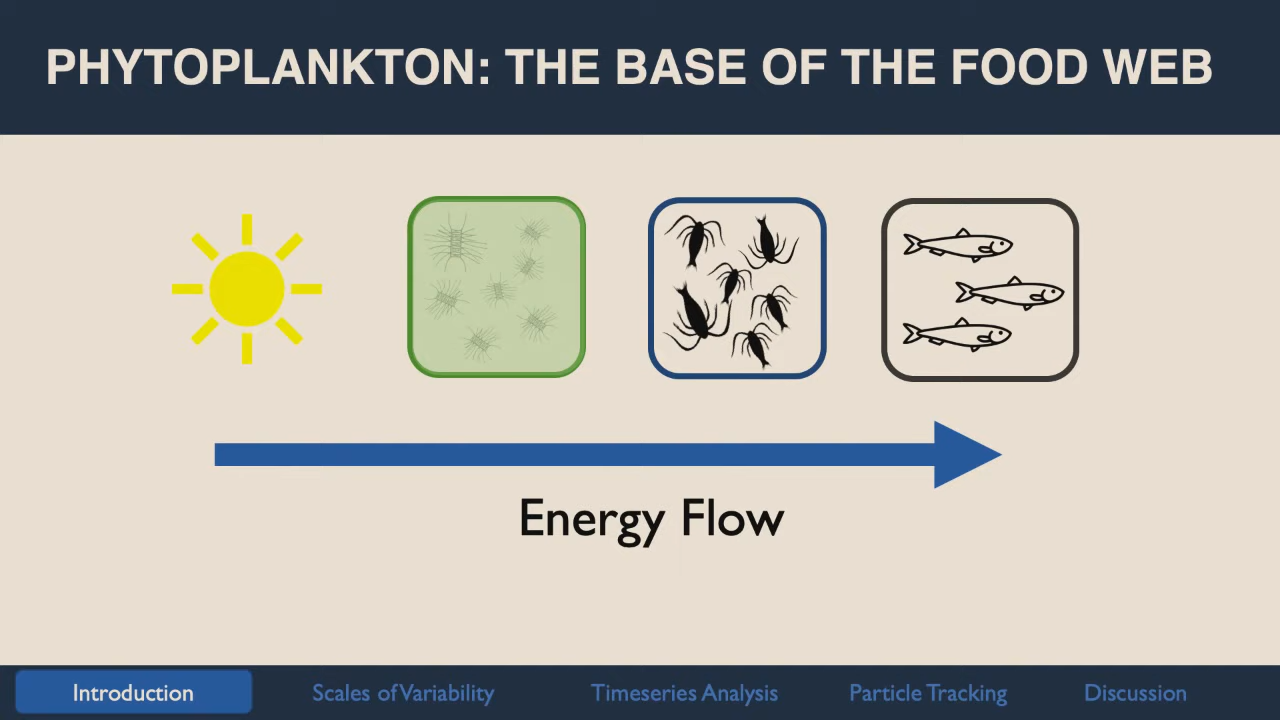 PHYTOPLANKTON: THE BASE OF THE FOOD WEB
Energy Flow
Introduction
Scales of Variability
Timeseries Analysis
Particle Tracking
Discussion